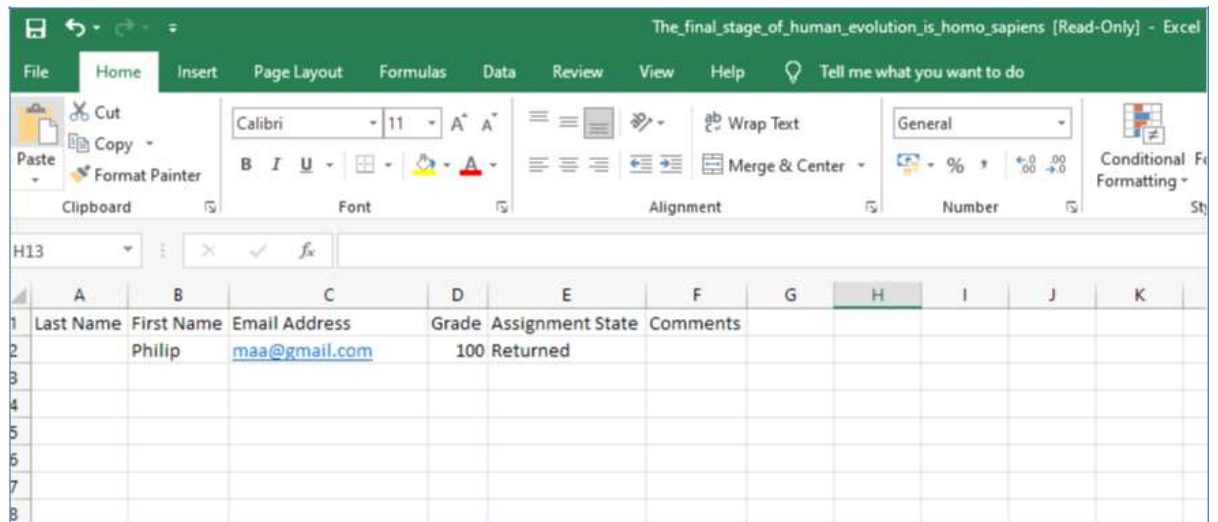 The_final_stage_of_human_evolution_is_homo_sapiens [Read-Only] - Excel
File Home Insert Page Layout Formulas Data Review View Help Tell me what you want to do
Cut
Copy
Paste
Format Painter
Clipboard
Calibri 11 A A
B I U A
Font
ab Wrap Text
Merge & Center
Alignment
General
% , .00
Number
Conditional
Formatting
H13 fx
A B C D E F G H I J K
1 Last Name First Name Email Address Grade Assignment State Comments
2 Philip maa@gmail.com 100 Returned
3
4
5
6
7
8